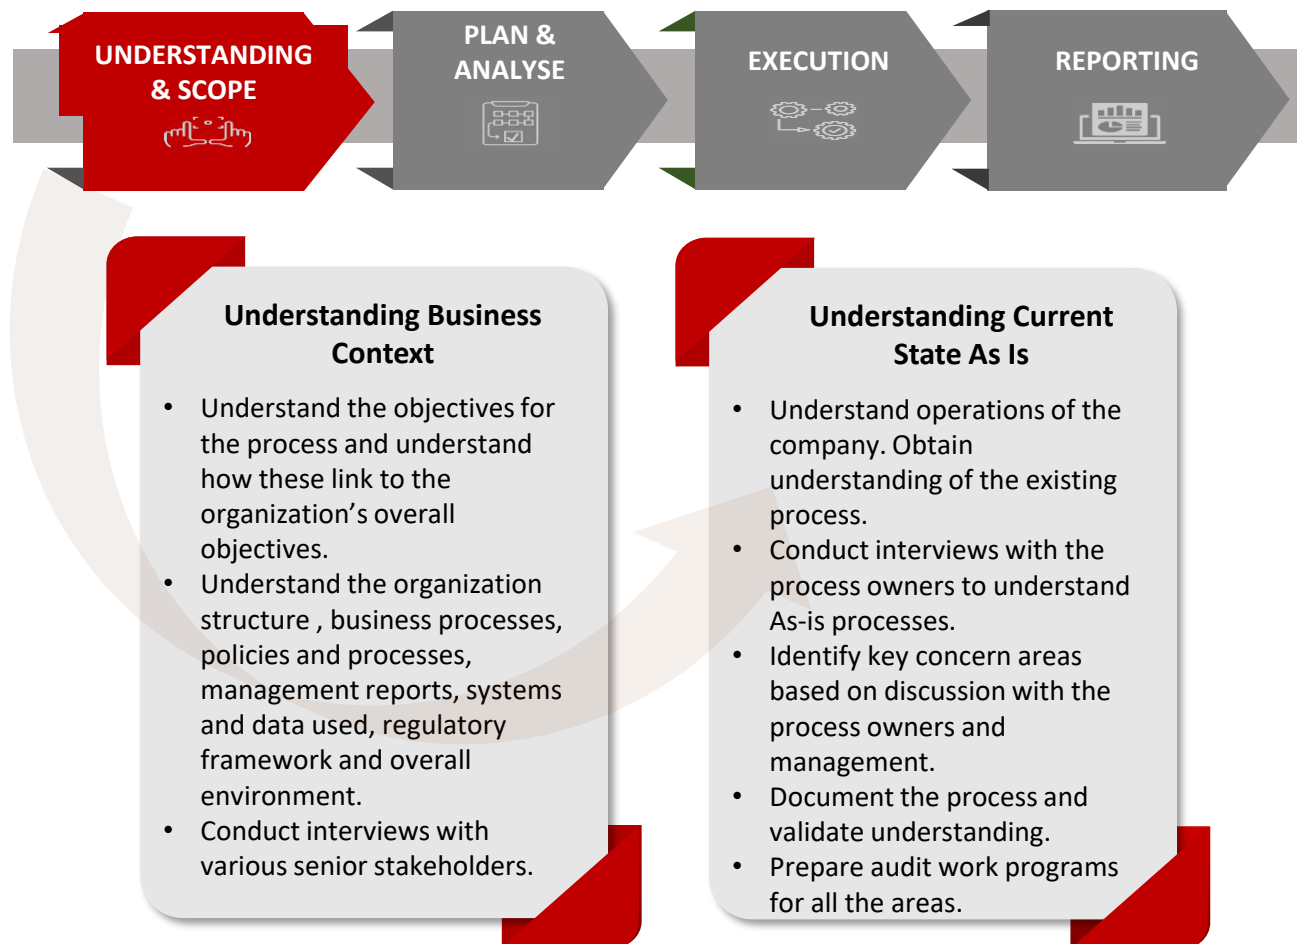 UNDERSTANDING
& SCOPE
PLAN &
ANALYSE
EXECUTION
REPORTING
Understanding Business
Context
• Understand the objectives for
the process and understand
how these link to the
organization’s overall
objectives.
• Understand the organization
structure , business processes,
policies and processes,
management reports, systems
and data used, regulatory
framework and overall
environment.
• Conduct interviews with
various senior stakeholders.
Understanding Current
State As Is
• Understand operations of the
company. Obtain
understanding of the existing
process.
• Conduct interviews with the
process owners to understand
As-is processes.
• Identify key concern areas
based on discussion with the
process owners and
management.
• Document the process and
validate understanding.
• Prepare audit work programs
for all the areas.